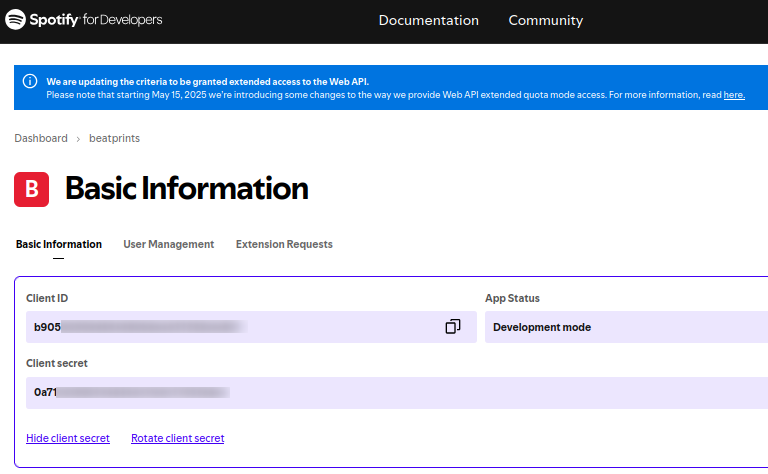 Spotify for Developers
Documentation Community
We are updating the criteria to be granted extended access to the Web API.
Please note that starting May 15, 2025 we're introducing some changes to the way we provide Web API extended quota mode access. For more information, read here.
Dashboard › beatprints
B Basic Information
Basic Information User Management Extension Requests
Client ID App Status
b905 Development mode
Client secret
0a71
Hide client secret Rotate client secret